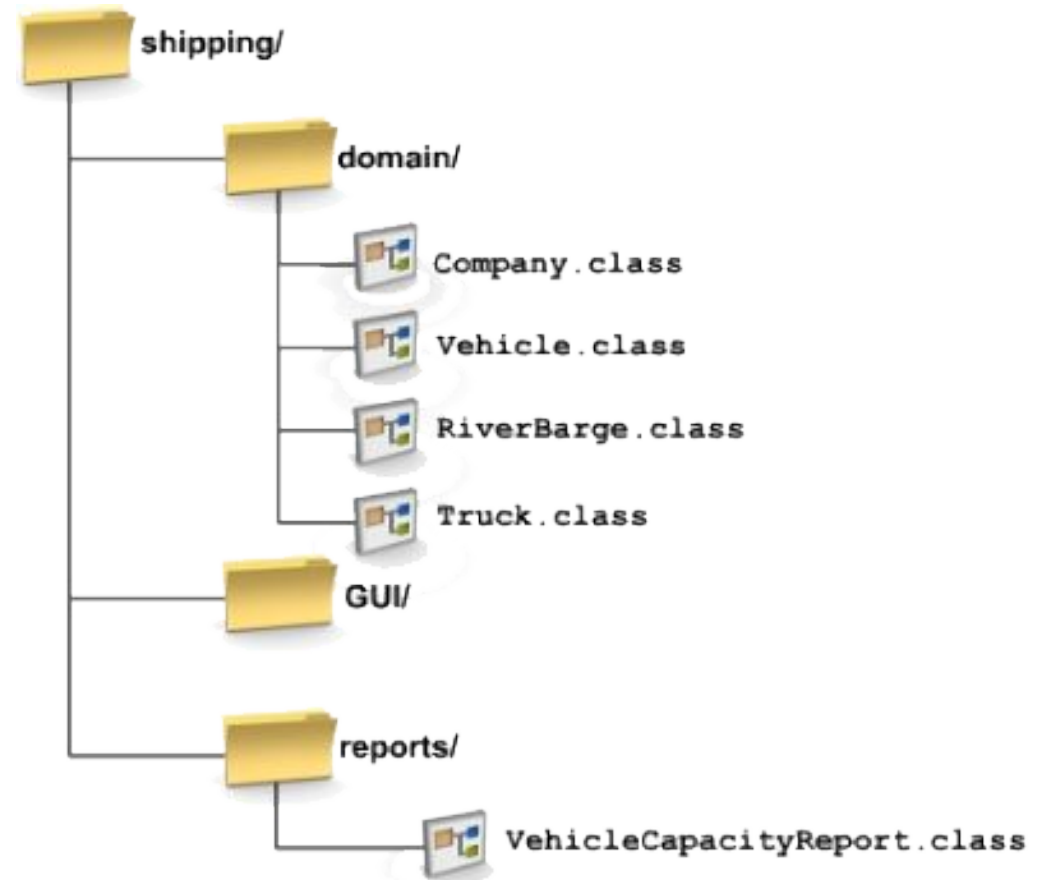 shipping/
domain/
Company.class
Vehicle.class
RiverBarge.class
Truck.class
GUI/
reports/
VehicleCapacityReport.class